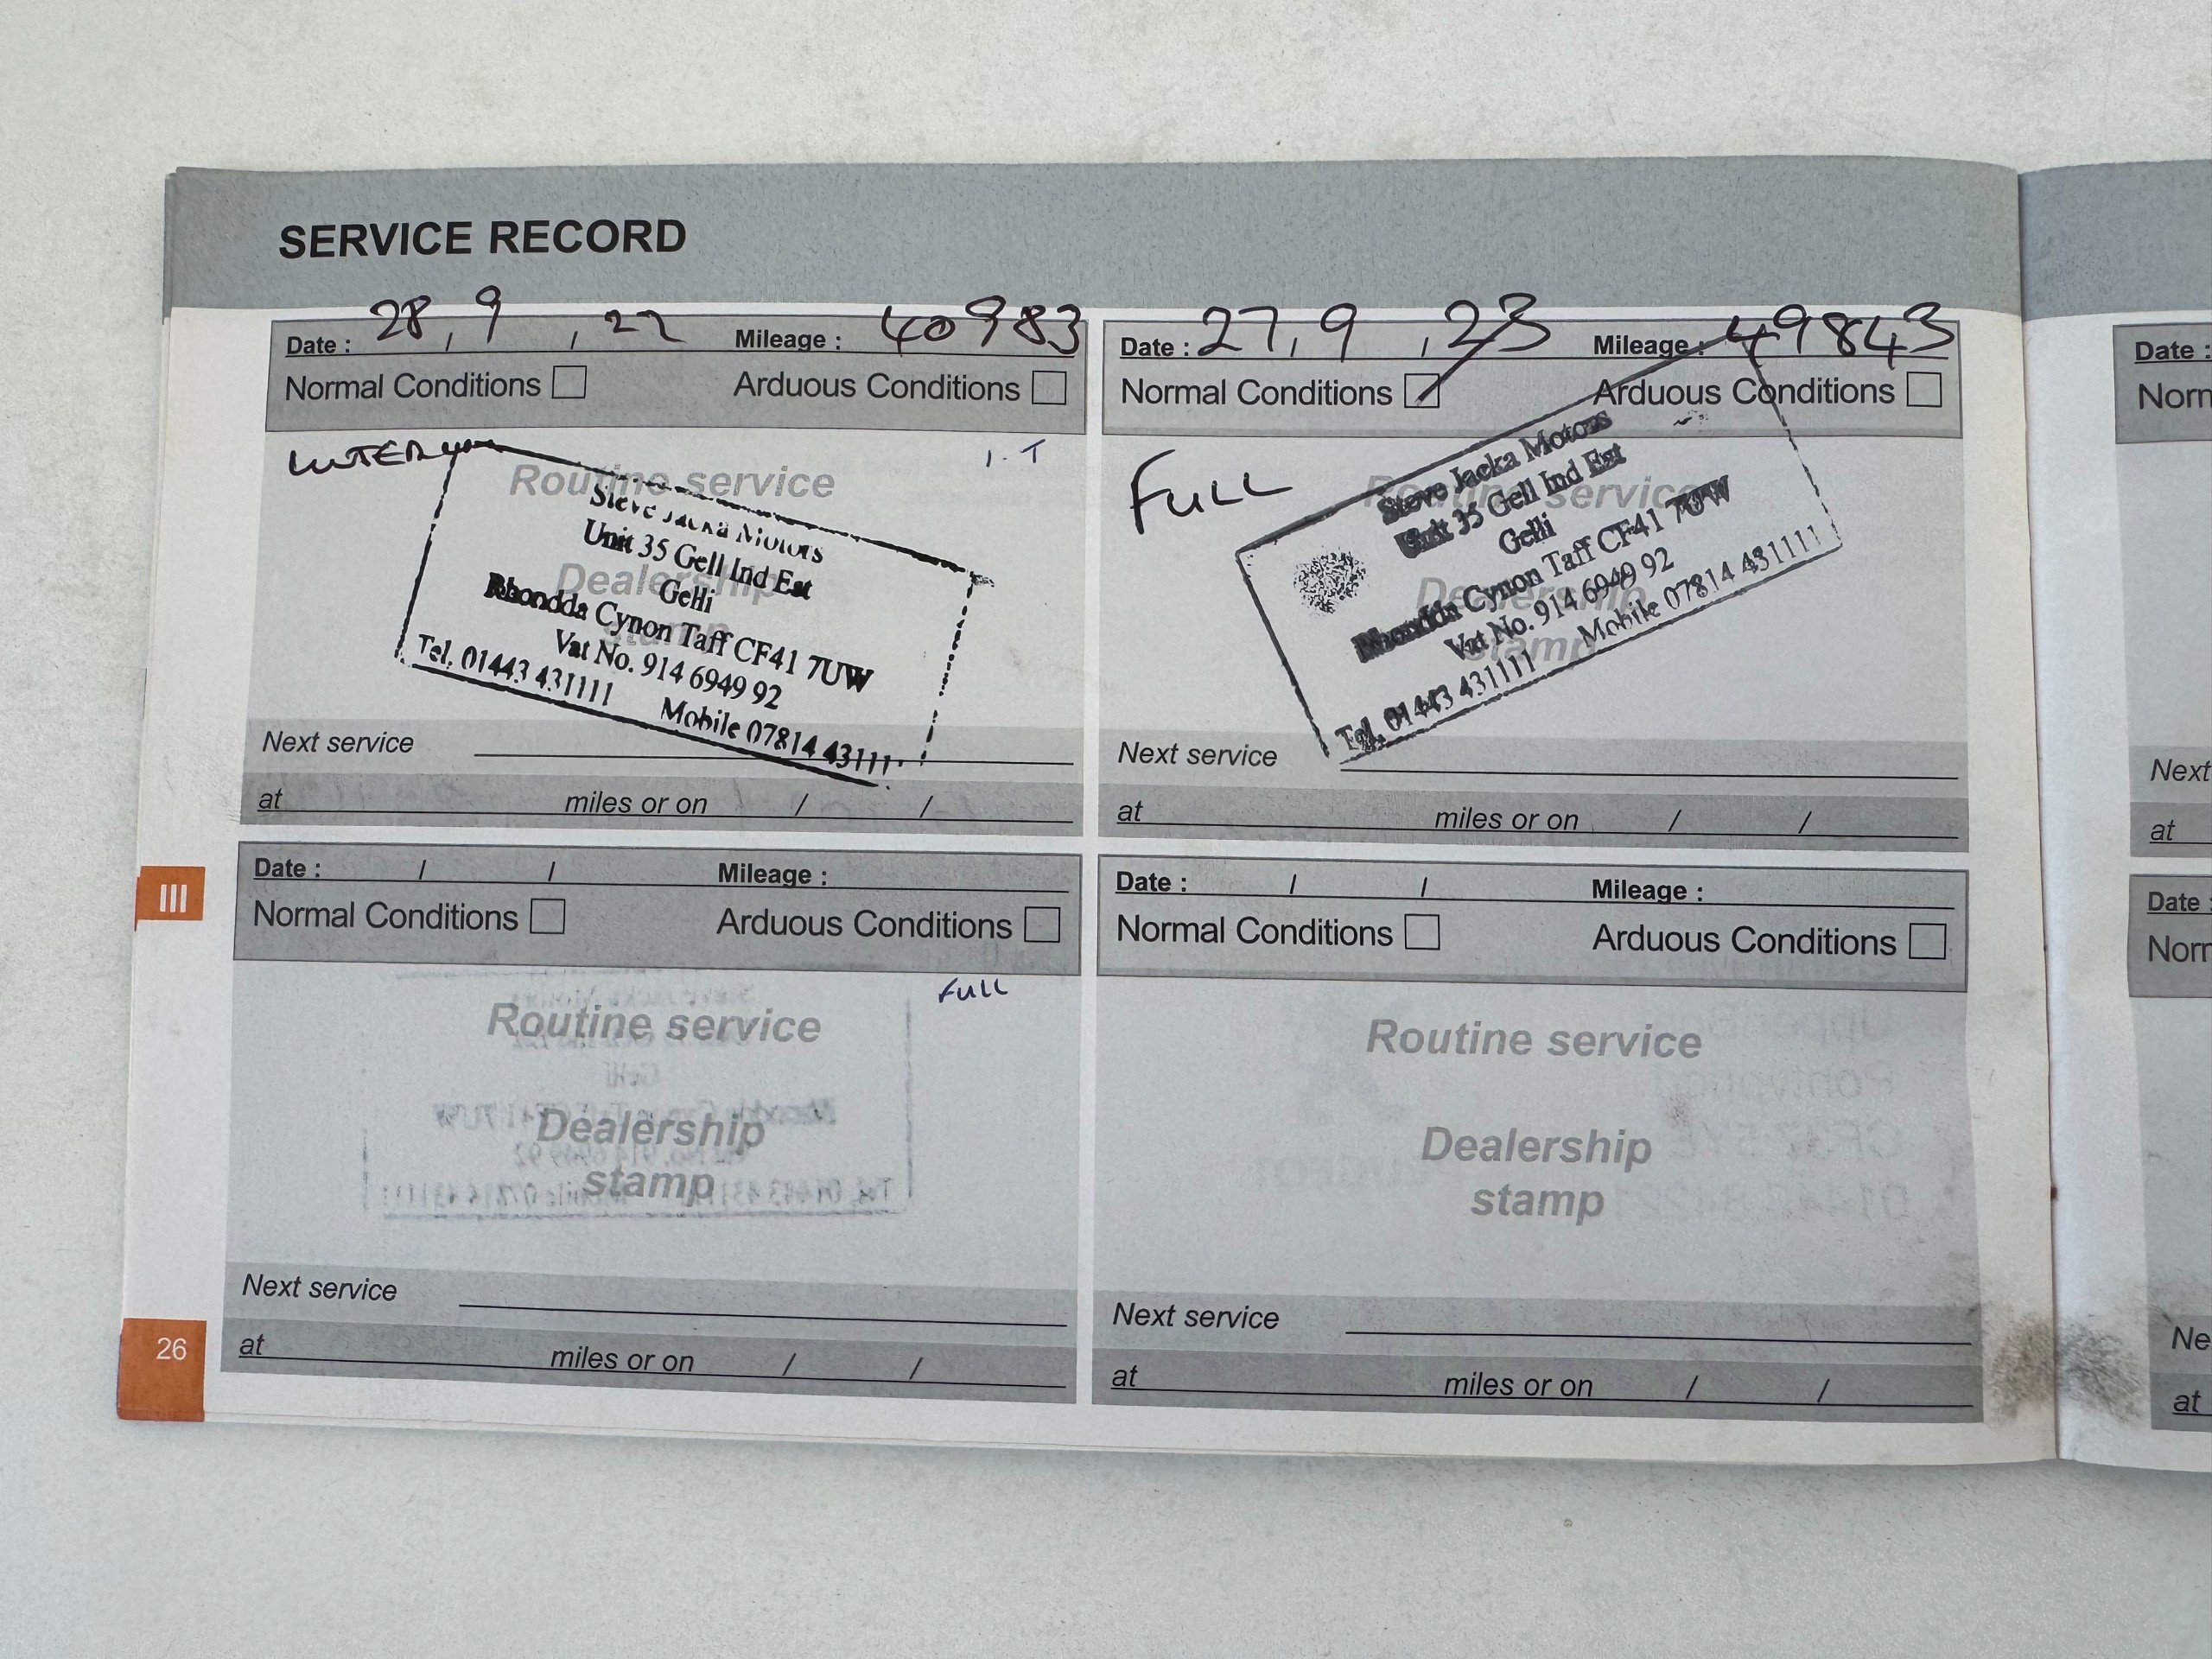 SERVICE RECORD
Date : 28 / 9 / 22 Mileage : 40983
Normal Conditions Arduous Conditions
I.T
Routine service
Dealership
stamp
Steve Jacka Motors
Unit 35 Gell Ind Est
Gelli
Rhondda Cynon Taff CF41 7UW
Vat No. 914 6949 92
Tel. 01443 431111 Mobile 07814 43111
Next service
at miles or on / /
Date : 27 / 9 / 23 Mileage : 49843
Normal Conditions Arduous Conditions
FULL
Routine service
Dealership
stamp
Steve Jacka Motors
Unit 35 Gell Ind Est
Gelli
Rhondda Cynon Taff CF41 7UW
Vat No. 914 6949 92
Tel. 01443 431111 Mobile 07814 431111
Next service
at miles or on / /
Date : / / Mileage :
Normal Conditions Arduous Conditions
FULL
Routine service
Dealership
stamp
Next service
at miles or on / /
Date : / / Mileage :
Normal Conditions Arduous Conditions
Routine service
Dealership
stamp
Next service
at miles or on / /
III
26
Date :
Norm
Next
at
Date :
Norm
Ne
at